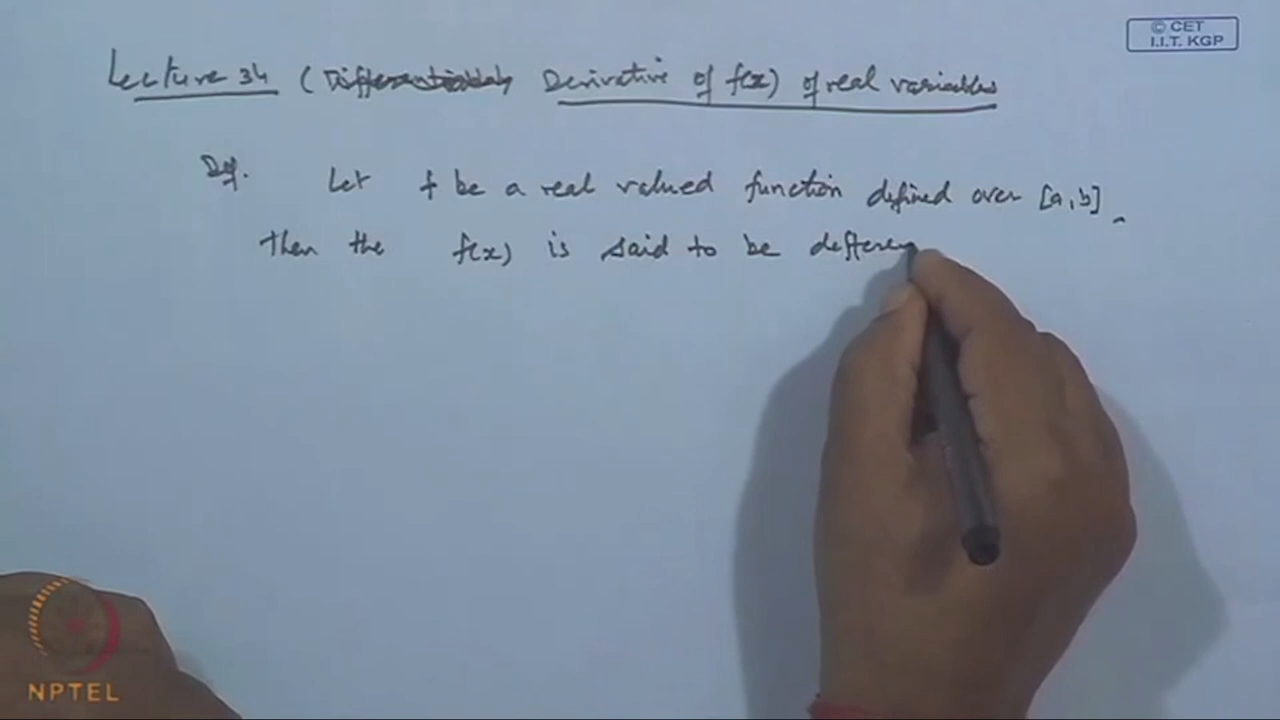 © CET
I.I.T. KGP
Lecture 34 ( Derivative of f(x) ) of real variables
Def. Let f be a real valued function defined over [a,b].
Then the f(x) is said to be differen
NPTEL